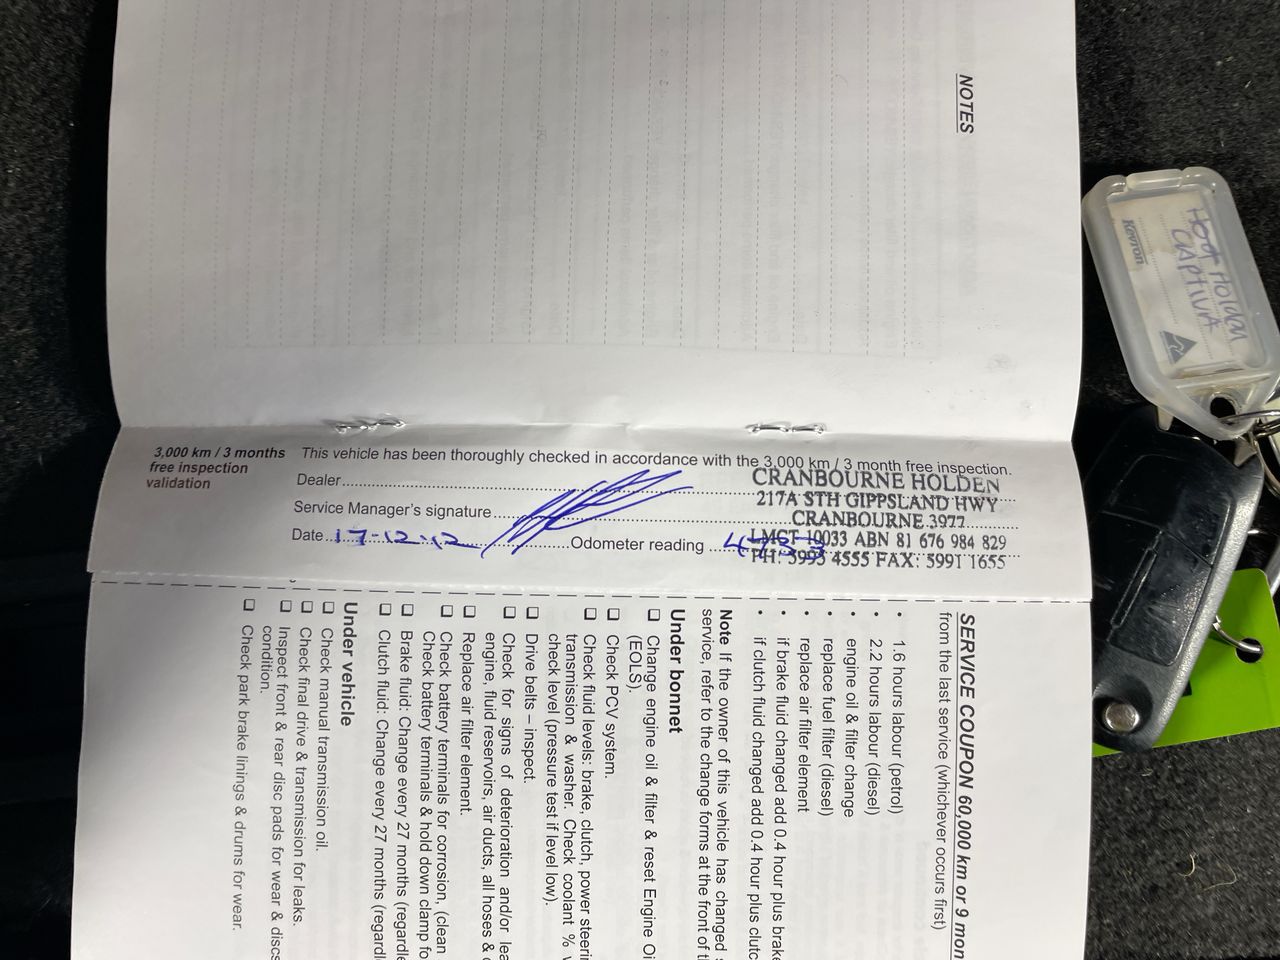 NOTES
3,000 km / 3 months
free inspection
validation
This vehicle has been thoroughly checked in accordance with the 3,000 km / 3 month free inspection.
Dealer
CRANBOURNE HOLDEN
217A STH GIPPSLAND HWY
CRANBOURNE 3977
LMCT 10033 ABN 81 676 984 829
PH: 5995 4555 FAX: 5991 1655
Service Manager's signature
Date 17-12-12 Odometer reading
SERVICE COUPON 60,000 km or 9 mon
from the last service (whichever occurs first)
• 1.6 hours labour (petrol)
• 2.2 hours labour (diesel)
• engine oil & filter change
• replace fuel filter (diesel)
• replace air filter element
• if brake fluid changed add 0.4 hour plus brake
• if clutch fluid changed add 0.4 hour plus clutc
Note If the owner of this vehicle has changed
service, refer to the change forms at the front of
Under bonnet
☐ Change engine oil & filter & reset Engine Oi
(EOLS).
☐ Check PCV system.
☐ Check fluid levels: brake, clutch, power steerin
transmission & washer. Check coolant %
check level (pressure test if level low).
☐ Drive belts – inspect.
☐ Check for signs of deterioration and/or lea
engine, fluid reservoirs, air ducts, all hoses &
☐ Replace air filter element.
☐ Check battery terminals for corrosion, (clean
Check battery terminals & hold down clamp fo
☐ Brake fluid: Change every 27 months (regardle
☐ Clutch fluid: Change every 27 months (regardl
Under vehicle
☐ Check manual transmission oil.
☐ Check final drive & transmission for leaks.
☐ Inspect front & rear disc pads for wear & discs
condition.
☐ Check park brake linings & drums for wear.
Holden
CAPTIVA
Kevron